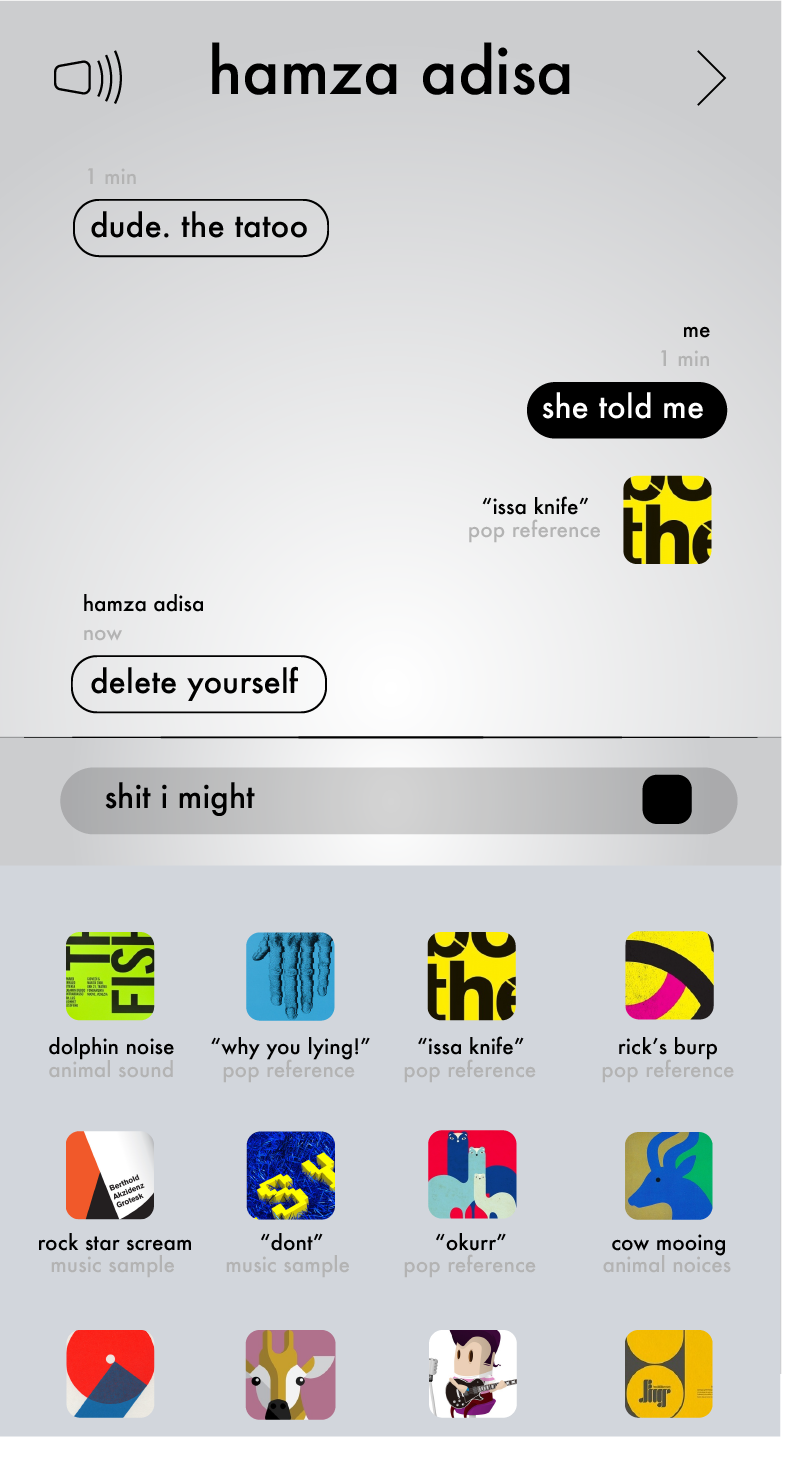 hamza adisa
1 min
dude. the tatoo
me
1 min
she told me
“issa knife”
pop reference
the
hamza adisa
now
delete yourself
shit i might
FISH
the
dolphin noise
animal sound
“why you lying!”
pop reference
“issa knife”
pop reference
rick’s burp
pop reference
Berthold
Akzidenz
Grotesk
rock star scream
music sample
“dont”
music sample
“okurr”
pop reference
cow mooing
animal noices